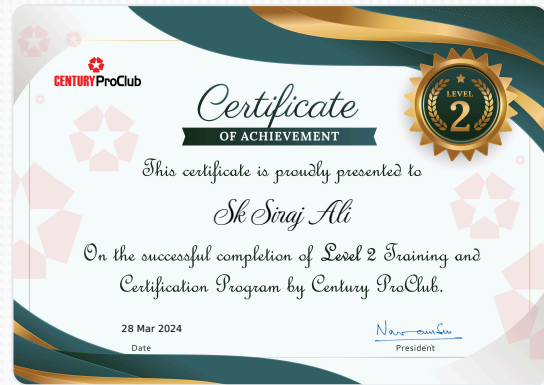 CENTURY ProClub
Certificate
OF ACHIEVEMENT
LEVEL
2
This certificate is proudly presented to
Sk Siraj Ali
On the successful completion of Level 2 Training and
Certification Program by Century ProClub.
28 Mar 2024
Date
President